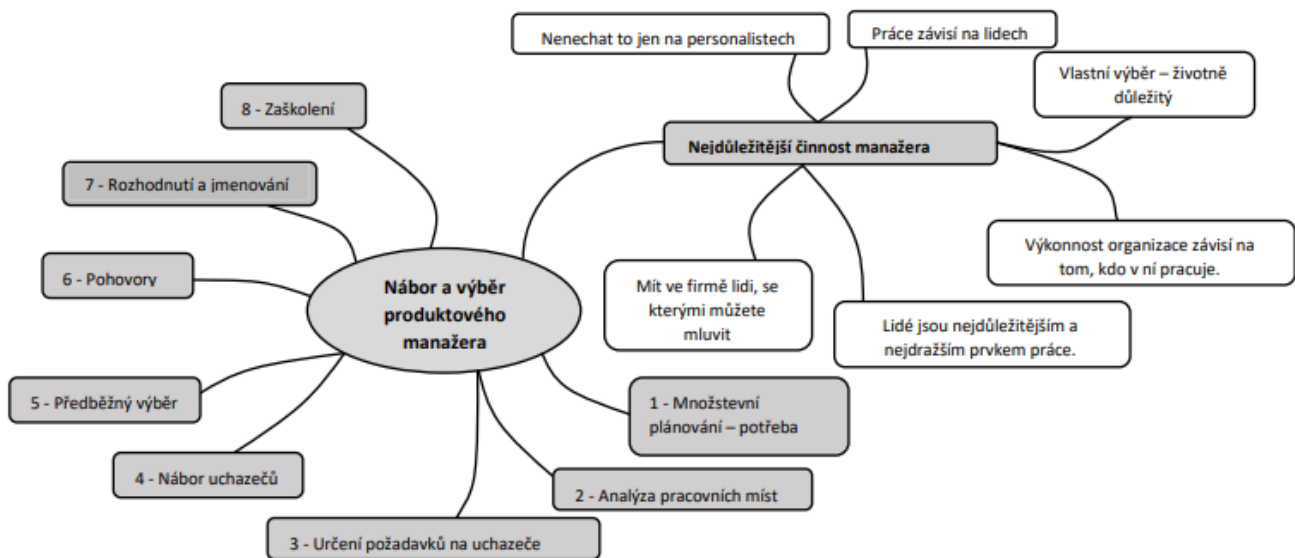 Nenechat to jen na personalistech
Práce závisí na lidech
Vlastní výběr – životně
důležitý
8 - Zaškolení
Nejdůležitější činnost manažera
7 - Rozhodnutí a jmenování
Výkonnost organizace závisí na
tom, kdo v ní pracuje.
6 - Pohovory
Nábor a výběr
produktového
manažera
Mít ve firmě lidi, se
kterými můžete
mluvit
Lidé jsou nejdůležitějším a
nejdražším prvkem práce.
5 - Předběžný výběr
1 - Množstevní
plánování – potřeba
4 - Nábor uchazečů
2 - Analýza pracovních míst
3 - Určení požadavků na uchazeče